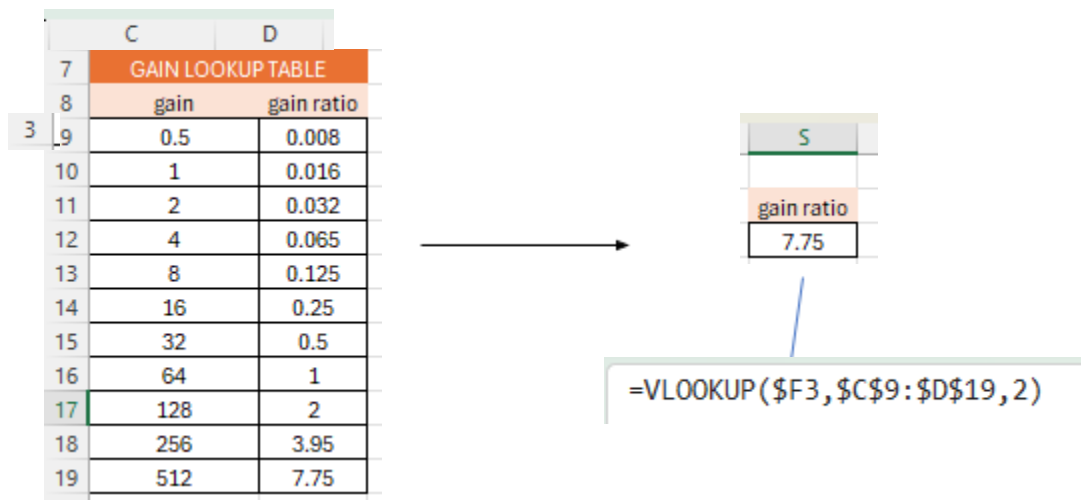 C D
7 GAIN LOOKUP TABLE
8 gain gain ratio
3 9 0.5 0.008
10 1 0.016
11 2 0.032
12 4 0.065
13 8 0.125
14 16 0.25
15 32 0.5
16 64 1
17 128 2
18 256 3.95
19 512 7.75
S
gain ratio
7.75
=VLOOKUP($F3,$C$9:$D$19,2)